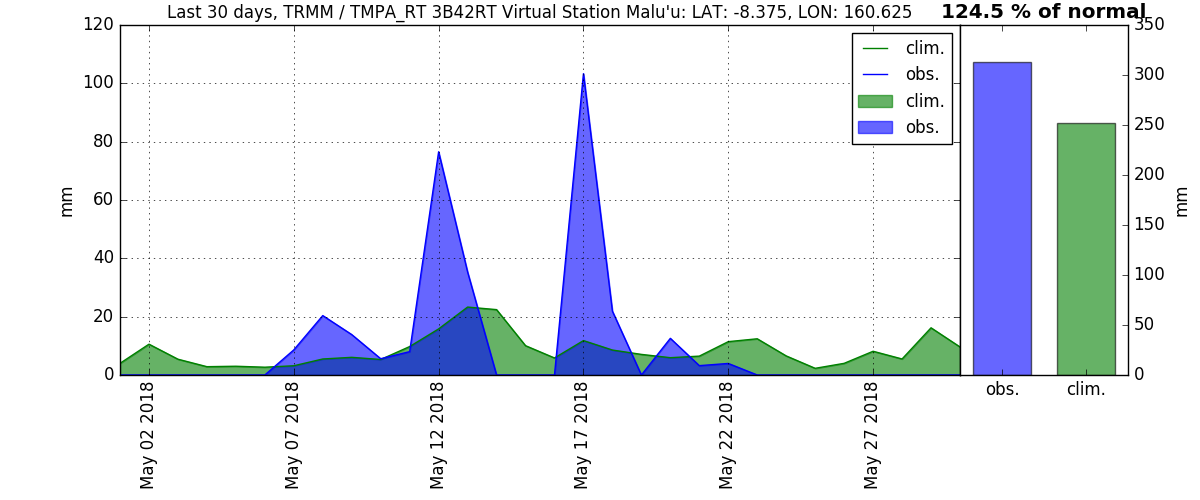 Last 30 days, TRMM / TMPA_RT 3B42RT Virtual Station Malu'u: LAT: -8.375, LON: 160.625
124.5 % of normal
120
100
80
60
40
20
0
mm
clim.
obs.
clim.
obs.
350
300
250
200
150
100
50
0
mm
May 02 2018
May 07 2018
May 12 2018
May 17 2018
May 22 2018
May 27 2018
obs.
clim.